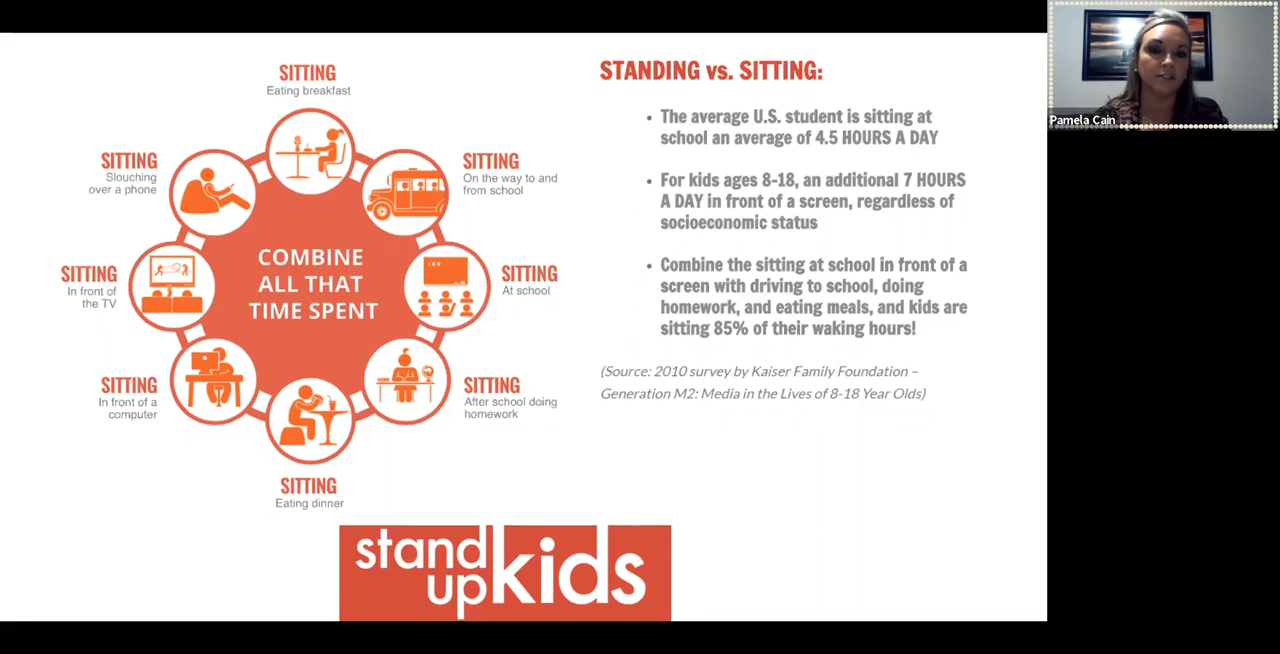 SITTING
Eating breakfast
SITTING
Slouching
over a phone
SITTING
On the way to and
from school
SITTING
In front of
the TV
COMBINE
ALL THAT
TIME SPENT
SITTING
At school
SITTING
In front of a
computer
SITTING
After school doing
homework
SITTING
Eating dinner
STANDING vs. SITTING:
• The average U.S. student is sitting at
school an average of 4.5 HOURS A DAY
• For kids ages 8-18, an additional 7 HOURS
A DAY in front of a screen, regardless of
socioeconomic status
• Combine the sitting at school in front of a
screen with driving to school, doing
homework, and eating meals, and kids are
sitting 85% of their waking hours!
(Source: 2010 survey by Kaiser Family Foundation –
Generation M2: Media in the Lives of 8-18 Year Olds)
stand
up kids
Pamela Cain